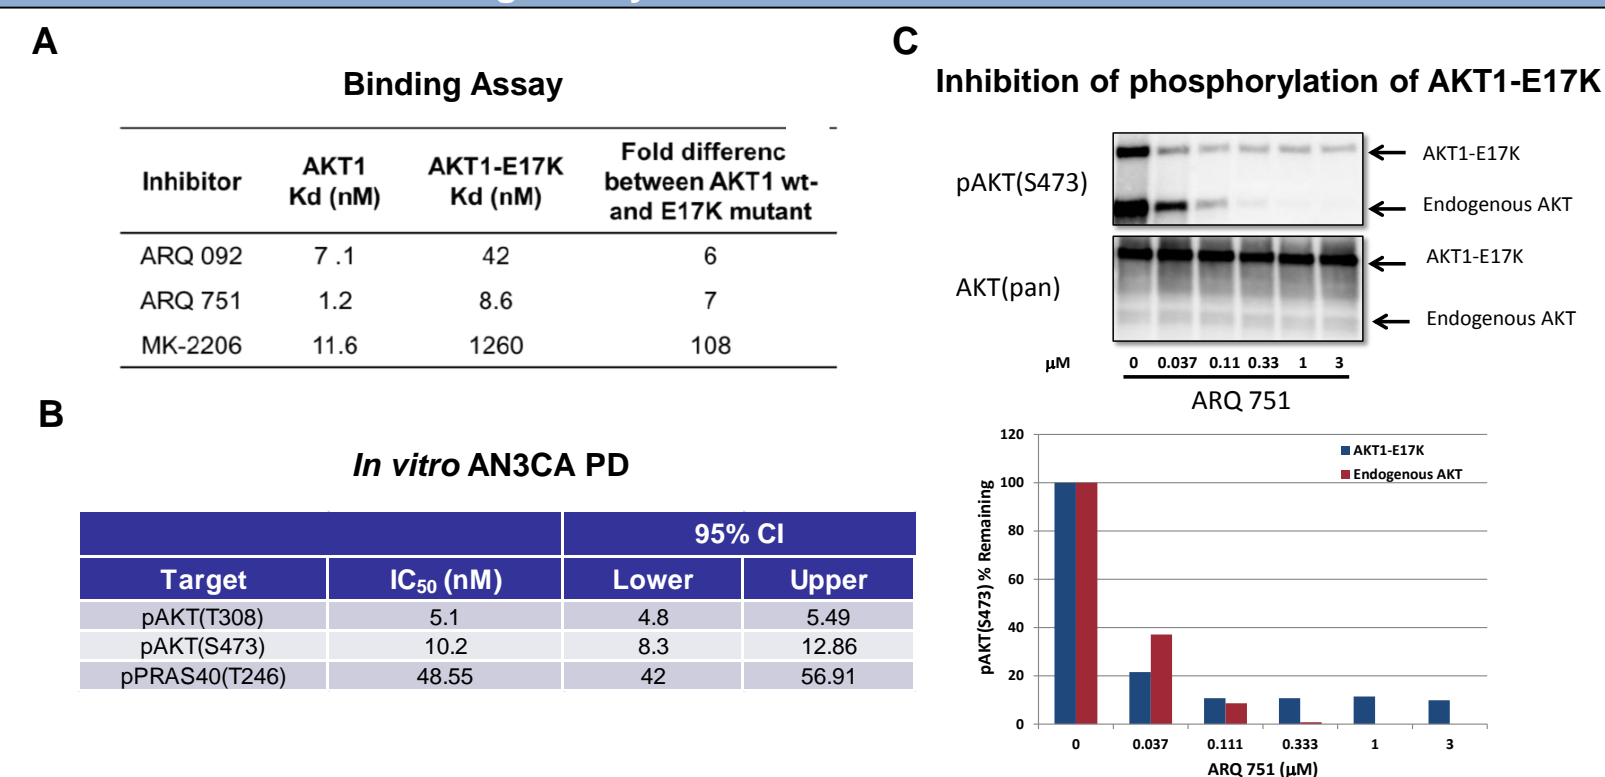 A
Binding Assay
Inhibitor
AKT1
Kd (nM)
AKT1-E17K
Kd (nM)
Fold differenc
between AKT1 wt-
and E17K mutant
ARQ 092 7 .1 42 6
ARQ 751 1.2 8.6 7
MK-2206 11.6 1260 108
B
In vitro AN3CA PD
95% CI
Target IC50 (nM) Lower Upper
pAKT(T308) 5.1 4.8 5.49
pAKT(S473) 10.2 8.3 12.86
pPRAS40(T246) 48.55 42 56.91
C
Inhibition of phosphorylation of AKT1-E17K
pAKT(S473)
AKT1-E17K
Endogenous AKT
AKT(pan)
AKT1-E17K
Endogenous AKT
μM 0 0.037 0.11 0.33 1 3
ARQ 751
AKT1-E17K
Endogenous AKT
pAKT(S473) % Remaining
120
100
80
60
40
20
0
0 0.037 0.111 0.333 1 3
ARQ 751 (μM)